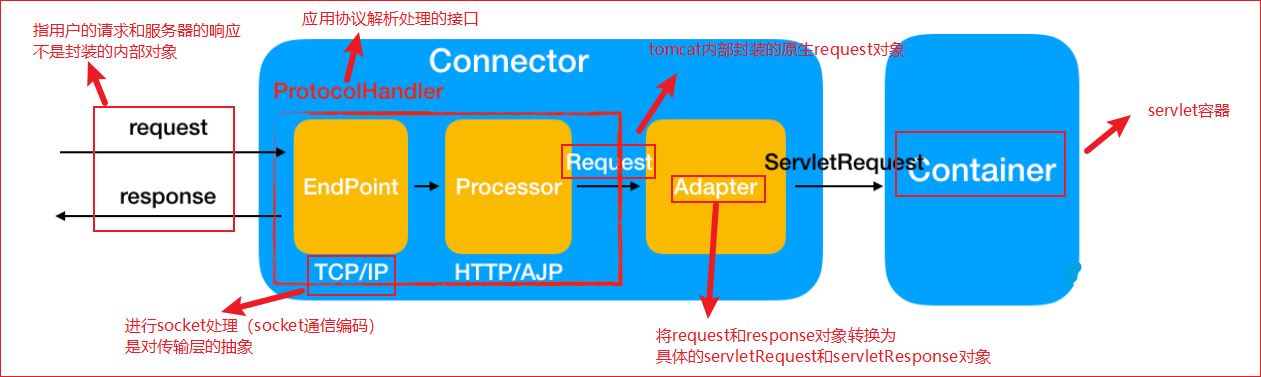 指用户的请求和服务器的响应
不是封装的内部对象
应用协议解析处理的接口
tomcat内部封装的原生request对象
Connector
ProtocolHandler
servlet容器
request
response
EndPoint
Processor
Request
Adapter
ServletRequest
Container
TCP/IP
HTTP/AJP
进行socket处理（socket通信编码）
是对传输层的抽象
将request和response对象转换为
具体的servletRequest和servletResponse对象